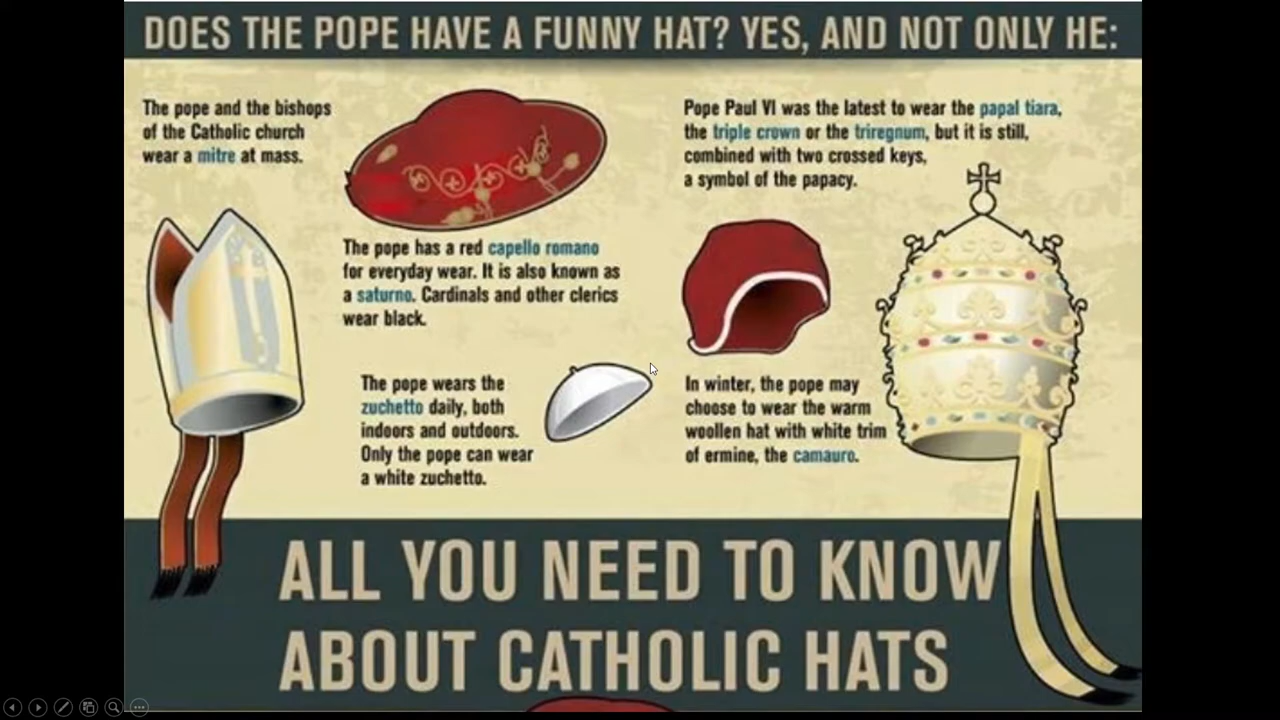 DOES THE POPE HAVE A FUNNY HAT? YES, AND NOT ONLY HE:
The pope and the bishops
of the Catholic church
wear a mitre at mass.
The pope has a red capello romano
for everyday wear. It is also known as
a saturno. Cardinals and other clerics
wear black.
The pope wears the
zuchetto daily, both
indoors and outdoors.
Only the pope can wear
a white zuchetto.
Pope Paul VI was the latest to wear the papal tiara,
the triple crown or the triregnum, but it is still,
combined with two crossed keys,
a symbol of the papacy.
In winter, the pope may
choose to wear the warm
woollen hat with white trim
of ermine, the camauro.
ALL YOU NEED TO KNOW
ABOUT CATHOLIC HATS